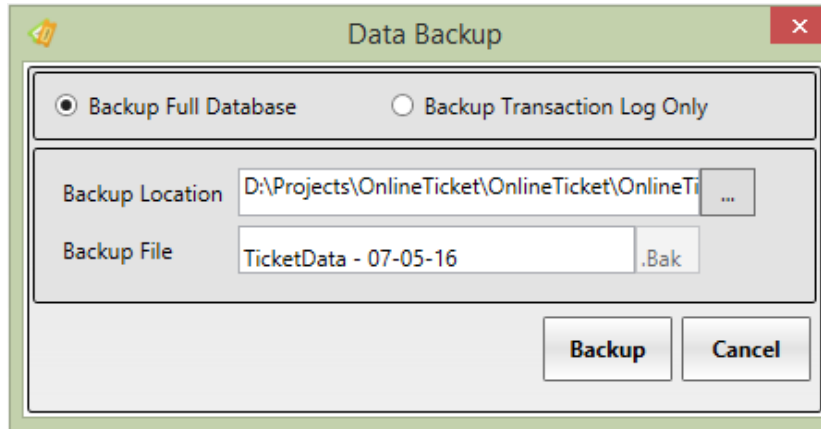 Data Backup
Backup Full Database Backup Transaction Log Only
Backup Location D:\Projects\OnlineTicket\OnlineTicket\OnlineTi ...
Backup File TicketData - 07-05-16 .Bak
Backup Cancel